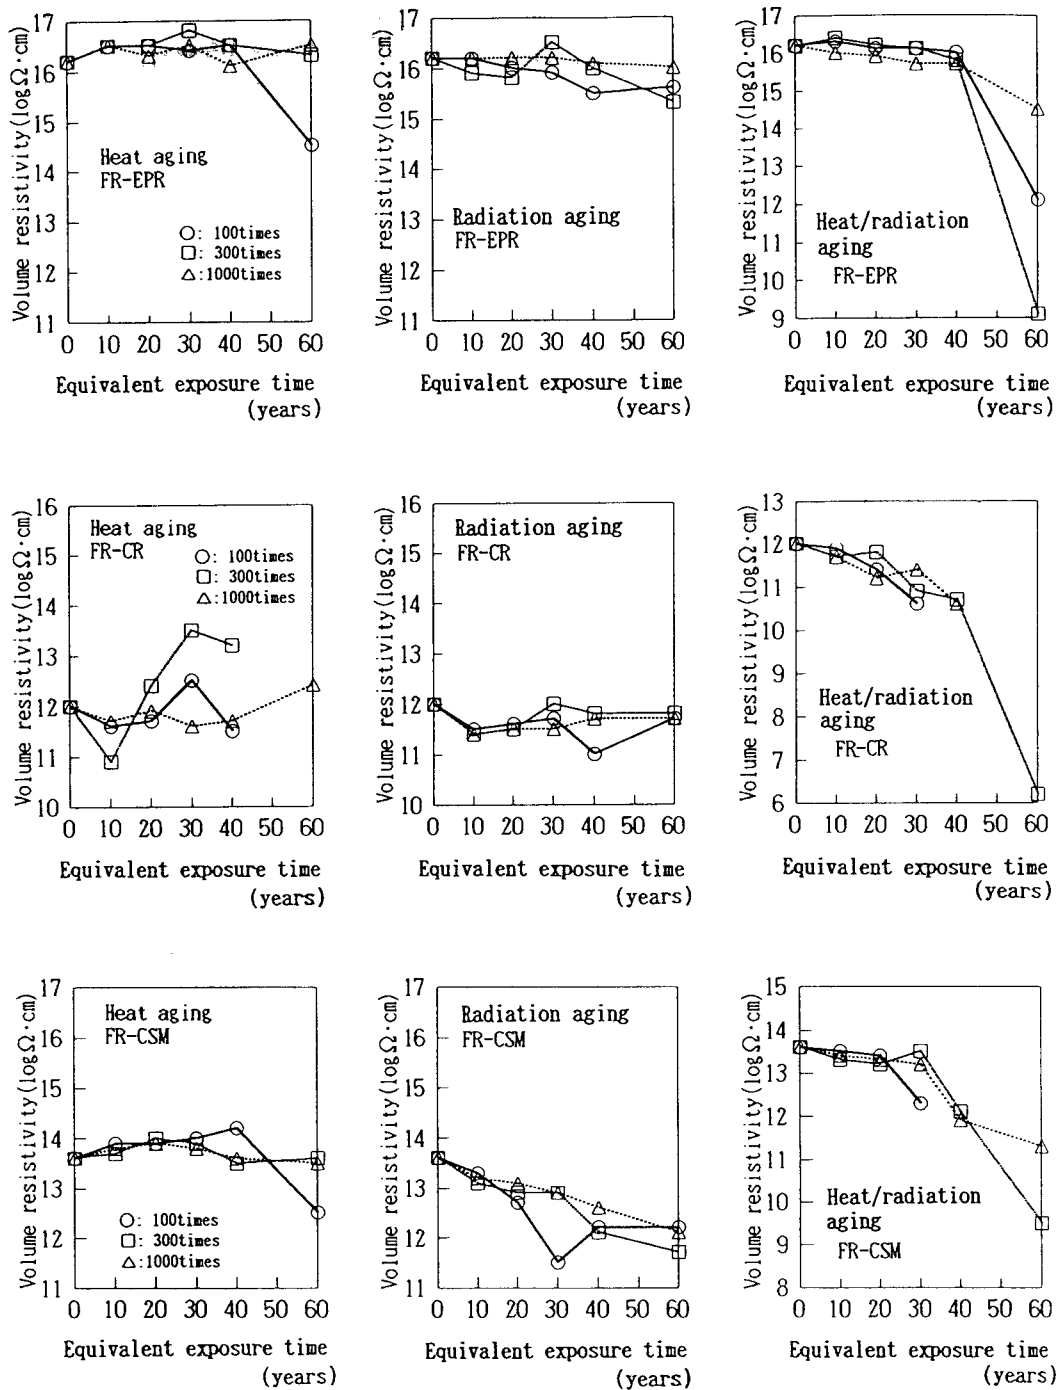 Volume resistivity(logΩ·cm)
17
16
15
14
13
12
11
Heat aging
FR-EPR
○: 100times
□: 300times
△:1000times
0 10 20 30 40 50 60
Equivalent exposure time
(years)
Volume resistivity(logΩ·cm)
17
16
15
14
13
12
11
Radiation aging
FR-EPR
0 10 20 30 40 50 60
Equivalent exposure time
(years)
Volume resistivity(logΩ·cm)
17
16
15
14
13
12
11
10
9
Heat/radiation
aging
FR-EPR
0 10 20 30 40 50 60
Equivalent exposure time
(years)
Volume resistivity(logΩ·cm)
16
15
14
13
12
11
10
Heat aging
FR-CR
○: 100times
□: 300times
△:1000times
0 10 20 30 40 50 60
Equivalent exposure time
(years)
Volume resistivity(logΩ·cm)
16
15
14
13
12
11
10
Radiation aging
FR-CR
0 10 20 30 40 50 60
Equivalent exposure time
(years)
Volume resistivity(logΩ·cm)
13
12
11
10
9
8
7
6
Heat/radiation
aging
FR-CR
0 10 20 30 40 50 60
Equivalent exposure time
(years)
Volume resistivity(logΩ·cm)
17
16
15
14
13
12
11
Heat aging
FR-CSM
○: 100times
□: 300times
△:1000times
0 10 20 30 40 50 60
Equivalent exposure time
(years)
Volume resistivity(logΩ·cm)
17
16
15
14
13
12
11
Radiation aging
FR-CSM
0 10 20 30 40 50 60
Equivalent exposure time
(years)
Volume resistivity(logΩ·cm)
15
14
13
12
11
10
9
8
Heat/radiation
aging
FR-CSM
0 10 20 30 40 50 60
Equivalent exposure time
(years)